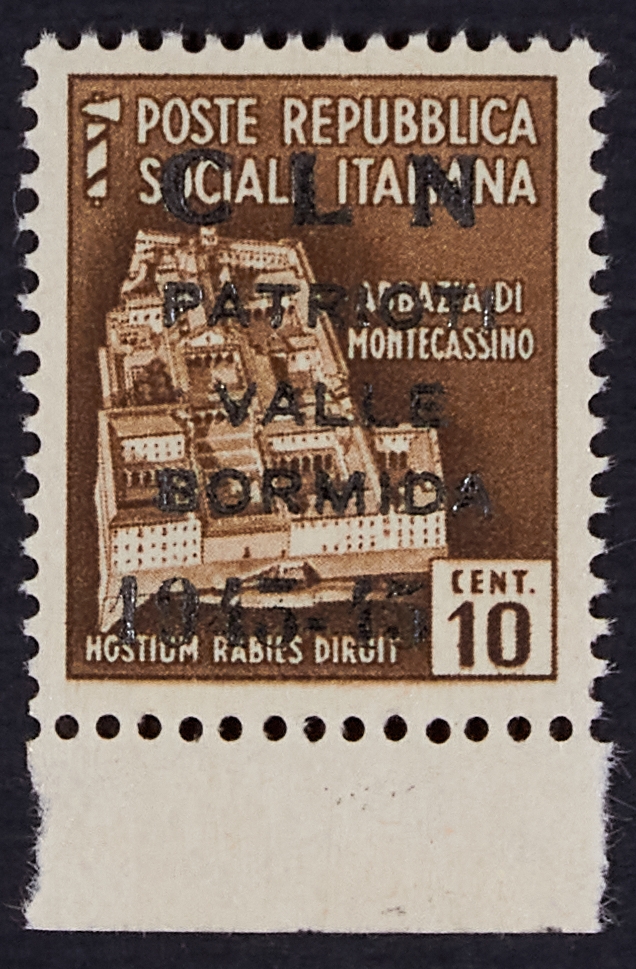 POSTE REPUBBLICA
SOCIALE ITALIANA
C L N
PATRIOTI
ABBAZIA DI
MONTECASSINO
VALLE
BORMIDA
CENT.
10
HOSTIUM RABIES DIRUIT